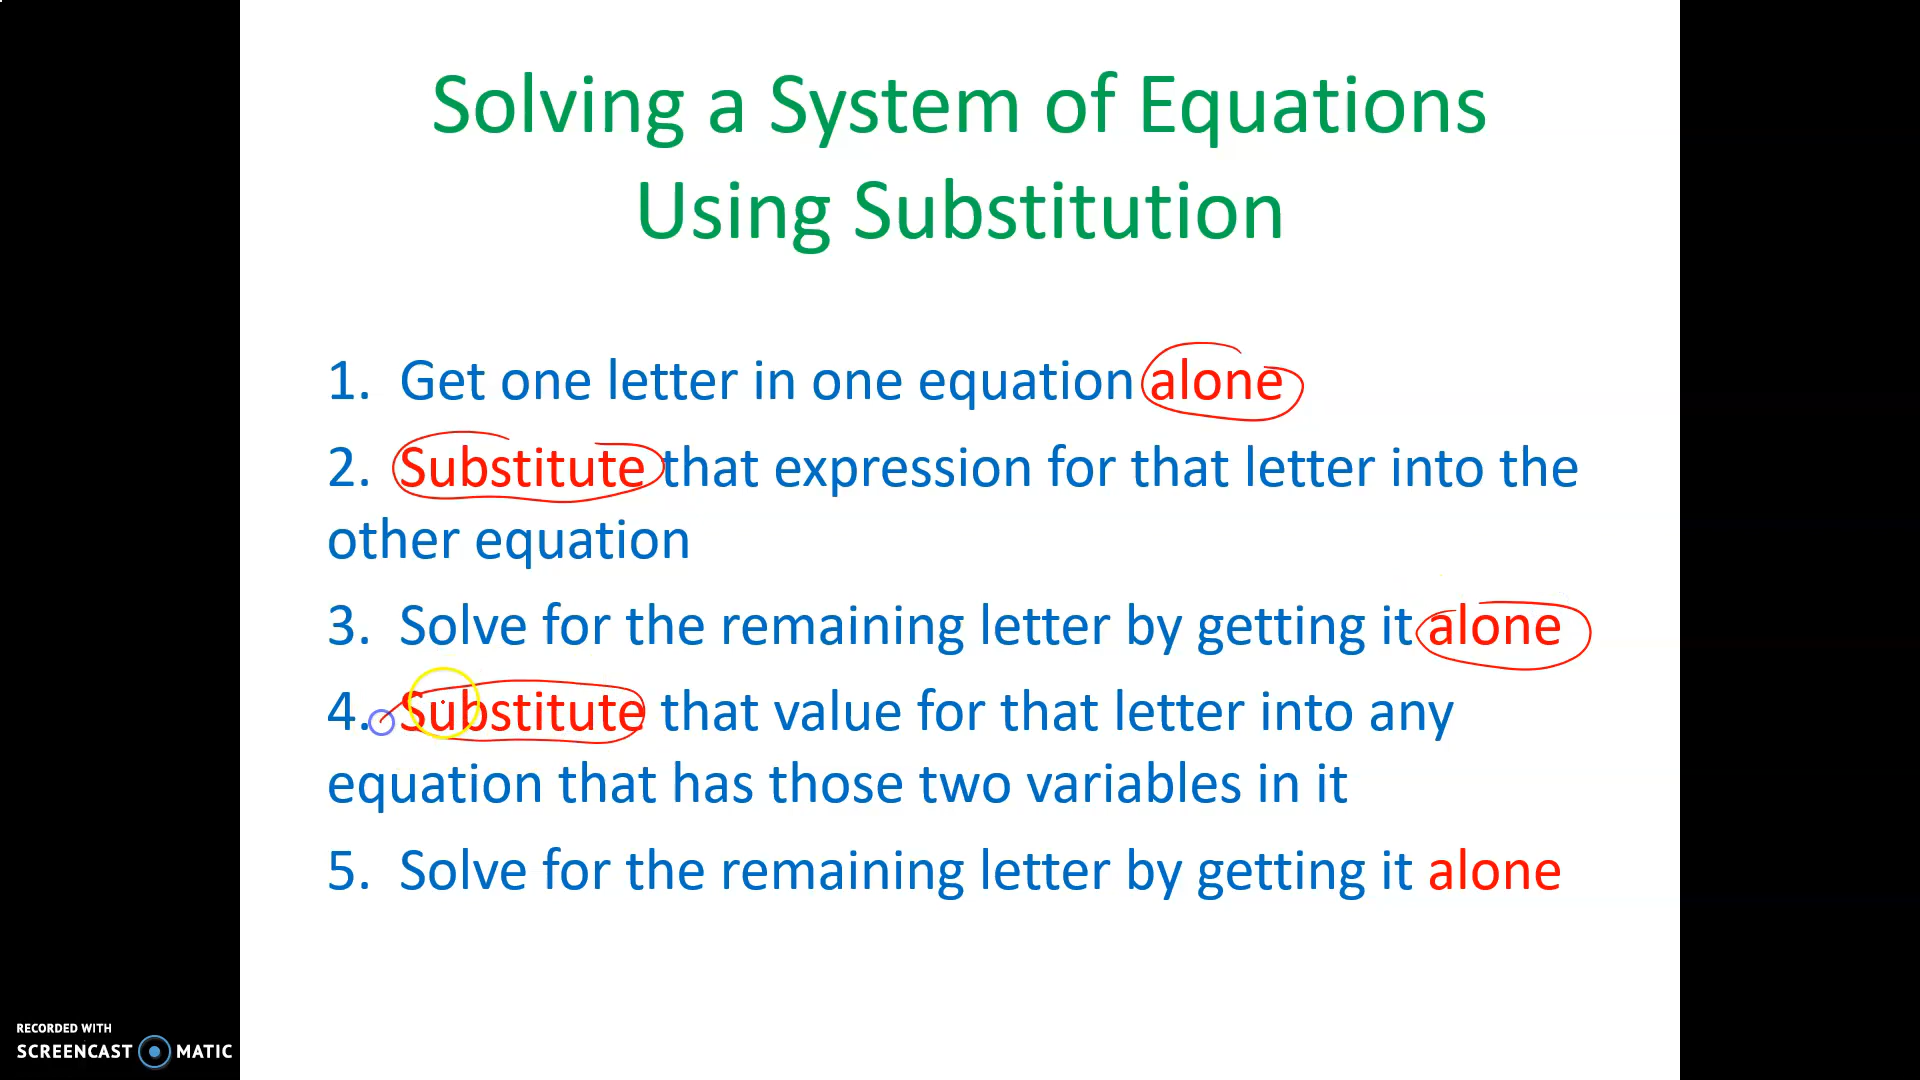 Solving a System of Equations
Using Substitution
1. Get one letter in one equation alone
2. Substitute that expression for that letter into the
other equation
3. Solve for the remaining letter by getting it alone
4. Substitute that value for that letter into any
equation that has those two variables in it
5. Solve for the remaining letter by getting it alone
RECORDED WITH
SCREENCAST MATIC